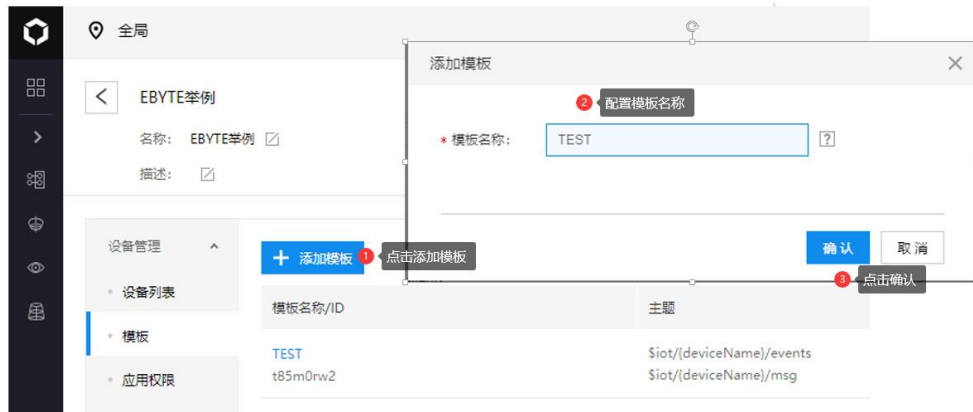 全局
EBYTE举例
名称： EBYTE举例
描述：
设备管理
设备列表
模板
应用权限
+ 添加模板
1 点击添加模板
模板名称/ID
主题
TEST
t85m0rw2
$iot/{deviceName}/events
$iot/{deviceName}/msg
添加模板
2 配置模板名称
* 模板名称：
TEST
?
确认
取消
3 点击确认